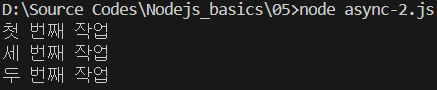 D:\Source Codes\Nodejs_basics\05>node async-2.js
첫 번째 작업
세 번째 작업
두 번째 작업